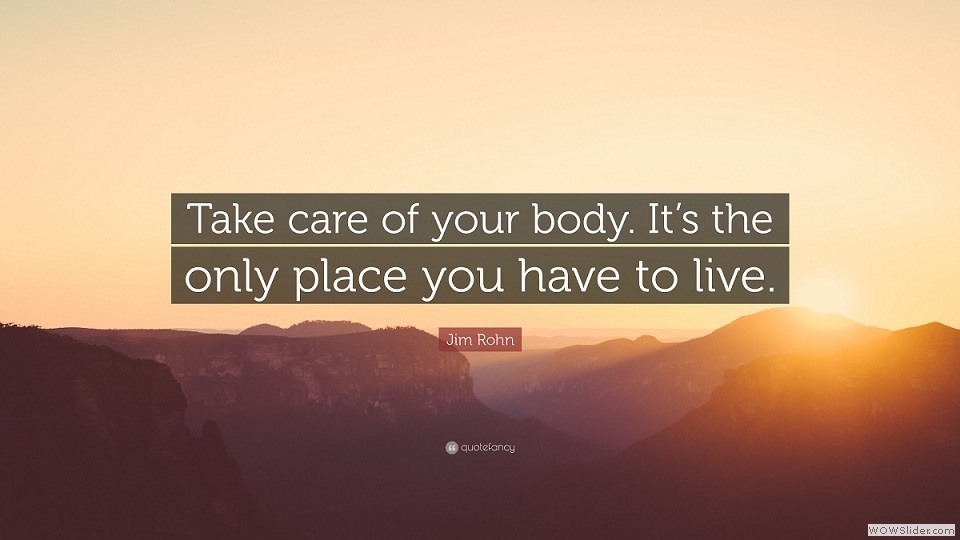 Take care of your body. It’s the
only place you have to live.
Jim Rohn
quotefancy
WOWSlider.com